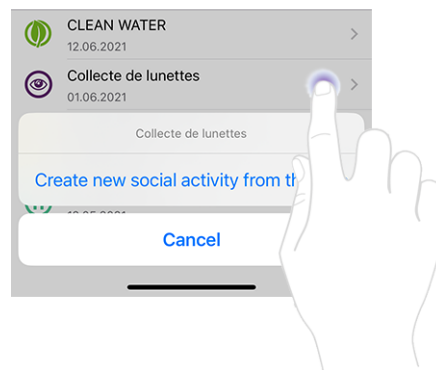 CLEAN WATER
12.06.2021
Collecte de lunettes
01.06.2021
Collecte de lunettes
Create new social activity from
Cancel